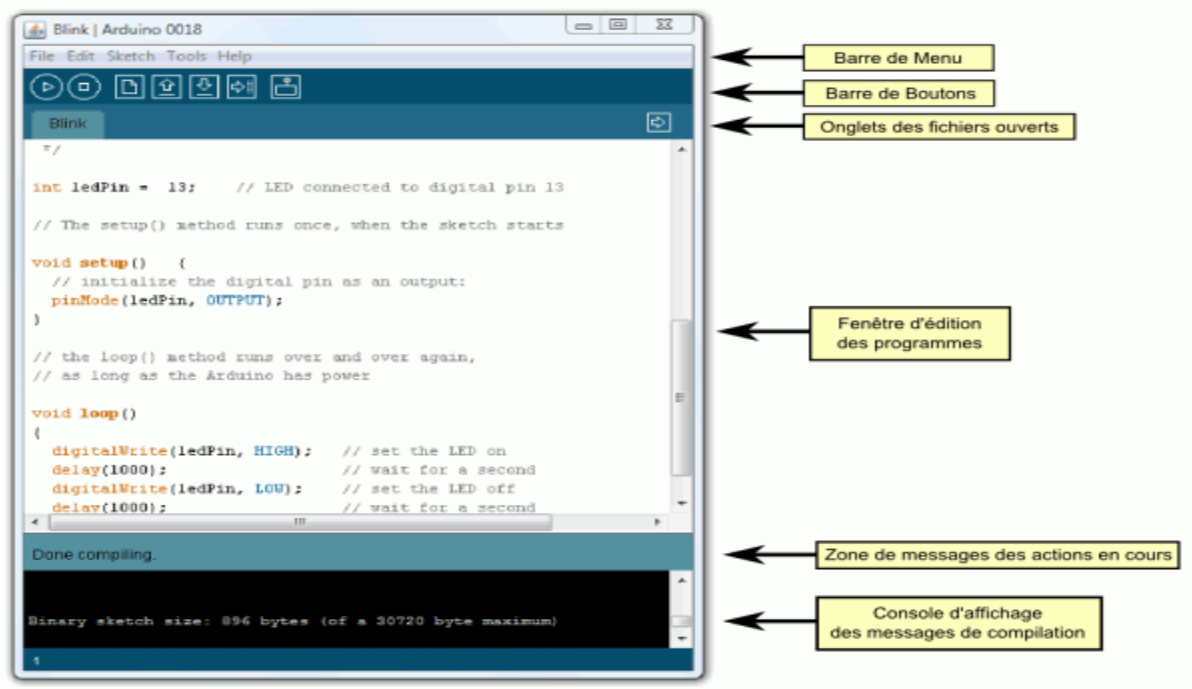 Blink | Arduino 0018
File Edit Sketch Tools Help
Barre de Menu
Barre de Boutons
Blink
Onglets des fichiers ouverts
*/
int ledPin = 13; // LED connected to digital pin 13
// The setup() method runs once, when the sketch starts
void setup() {
// initialize the digital pin as an output:
pinMode(ledPin, OUTPUT);
}
Fenêtre d'édition
des programmes
// the loop() method runs over and over again,
// as long as the Arduino has power
void loop()
{
digitalWrite(ledPin, HIGH); // set the LED on
delay(1000); // wait for a second
digitalWrite(ledPin, LOW); // set the LED off
delay(1000); // wait for a second
Done compiling.
Zone de messages des actions en cours
Binary sketch size: 896 bytes (of a 30720 byte maximum)
Console d'affichage
des messages de compilation
1